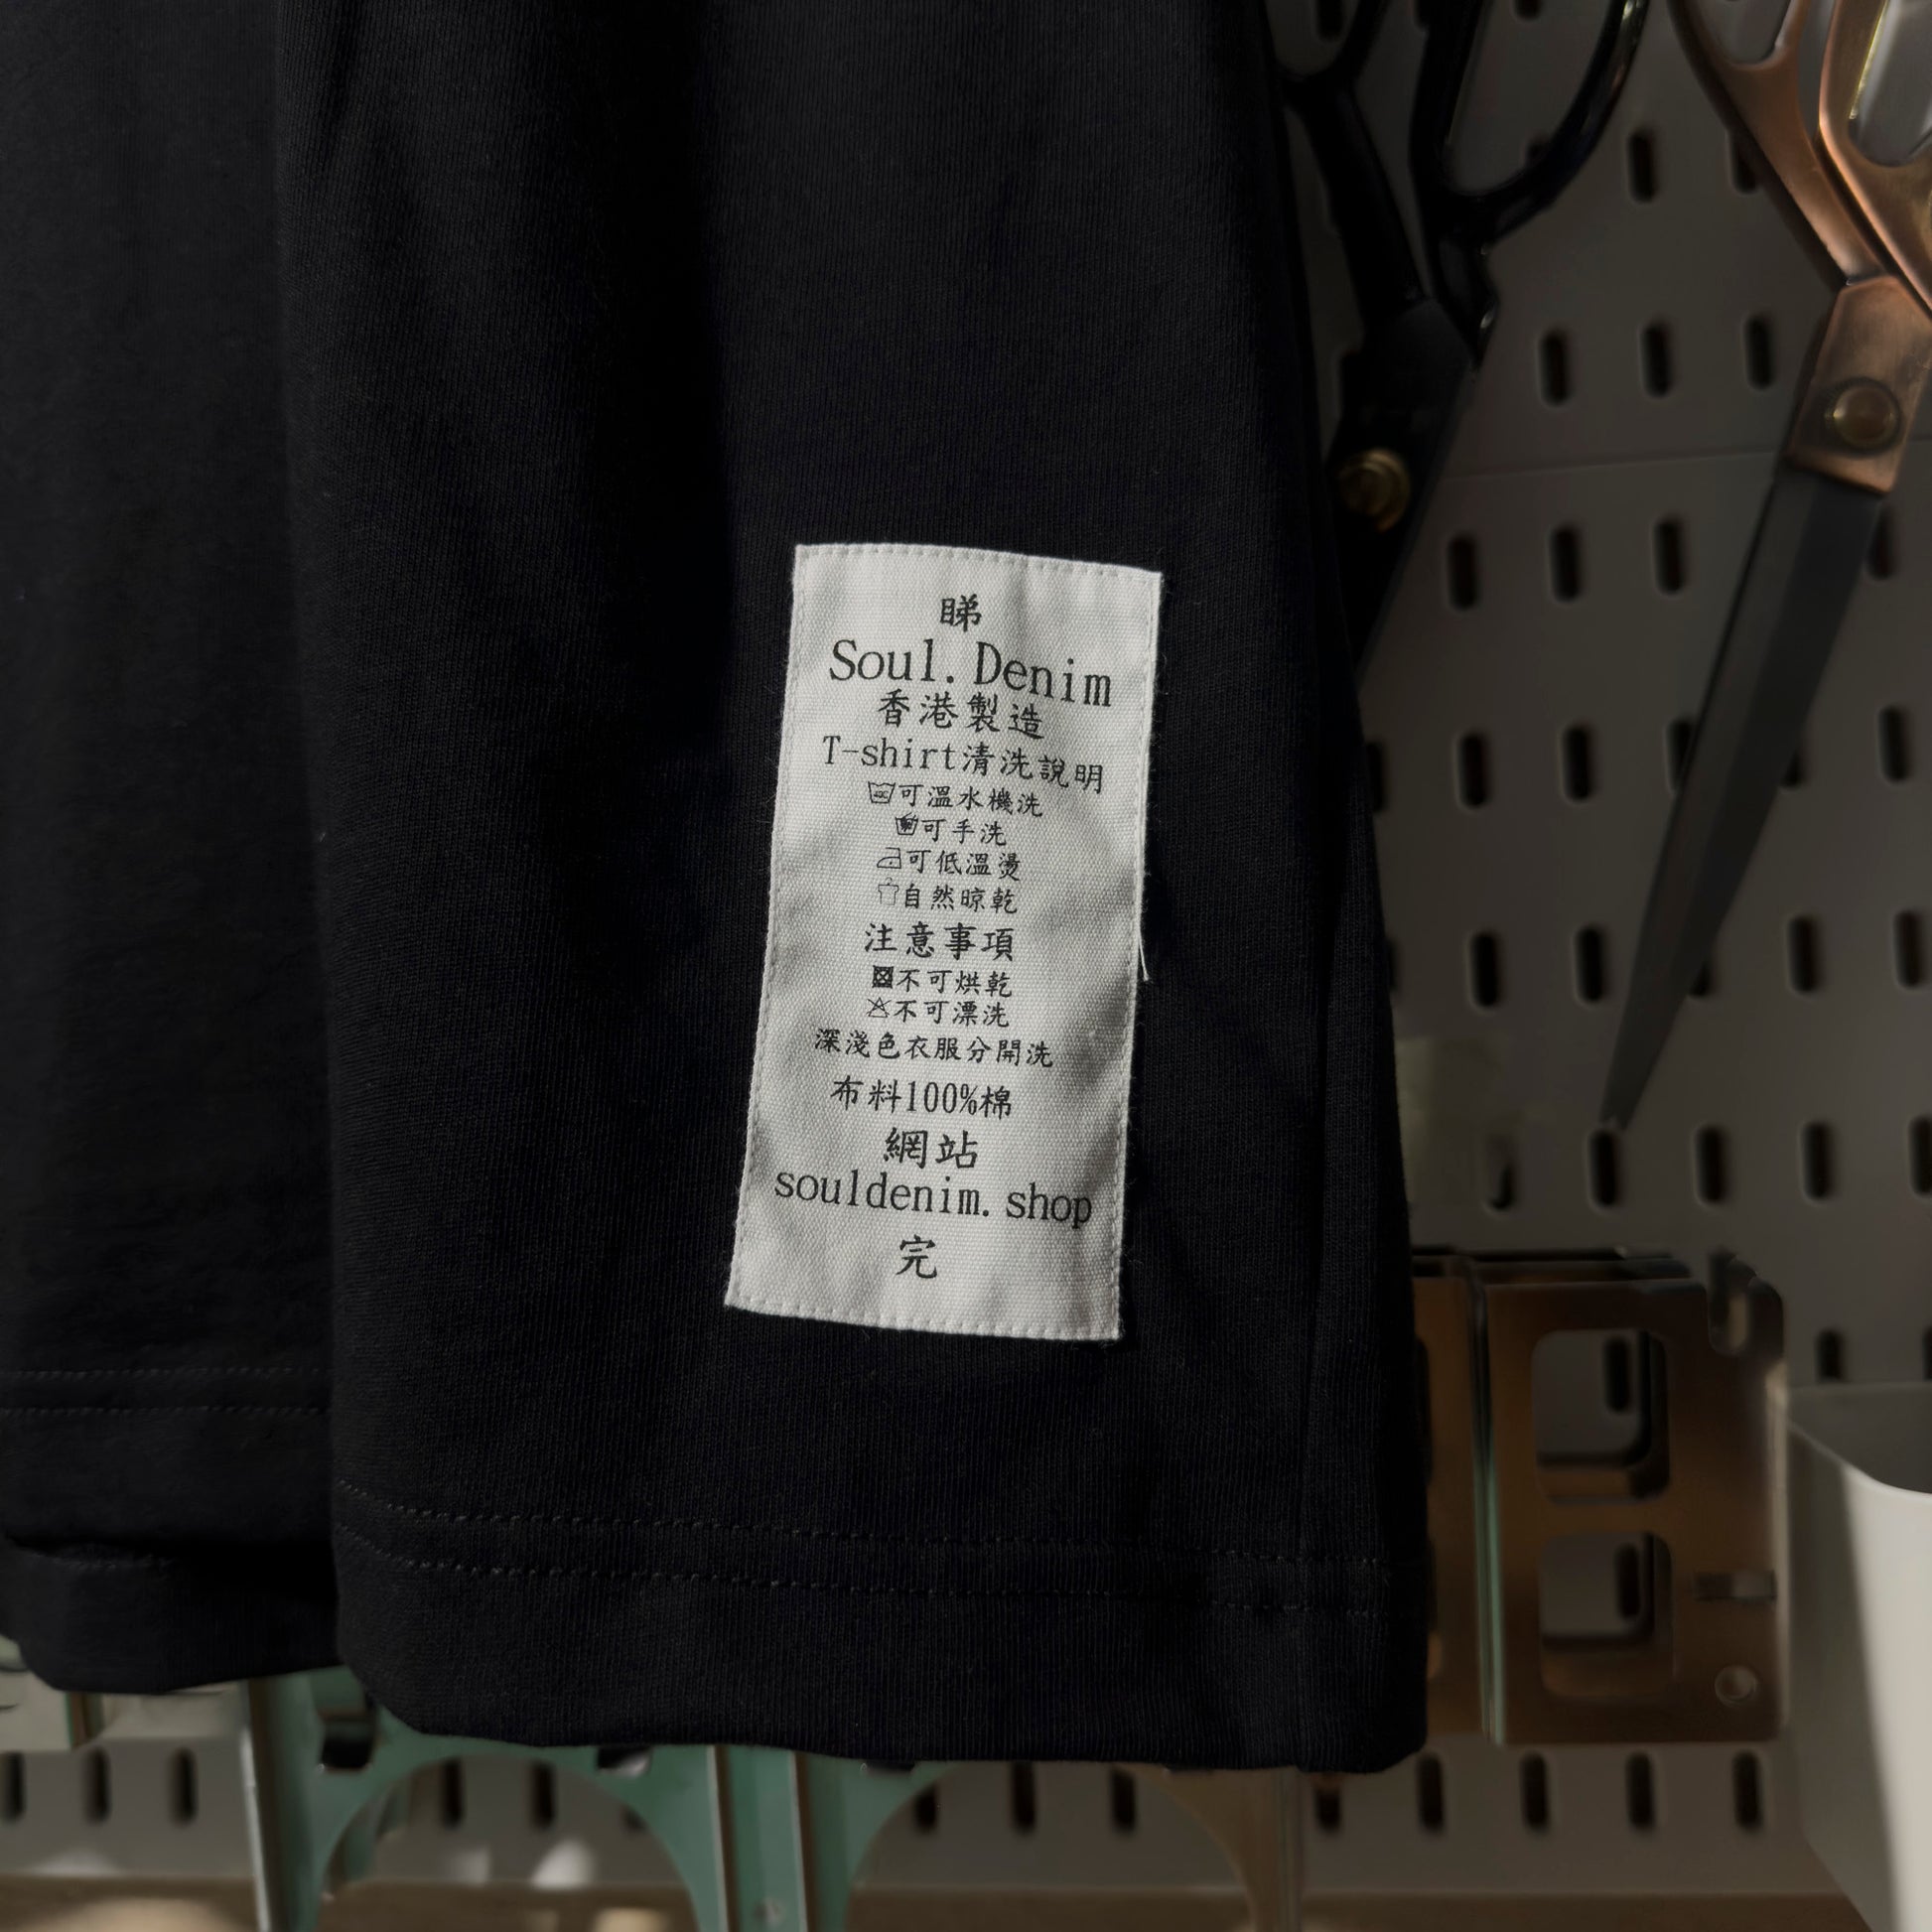 睇
Soul.Denim
香港製造
T-shirt清洗說明
可溫水機洗
可手洗
可低溫燙
自然晾乾
注意事項
不可烘乾
不可漂洗
深淺色衣服分開洗
布料100%棉
網站
souldenim.shop
完